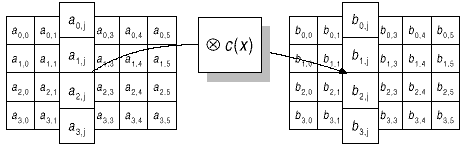 a0,0 a0,1 a0,j a0,3 a0,4 a0,5
a1,0 a1,1 a1,j a1,3 a1,4 a1,5
a2,0 a2,1 a2,j a2,3 a2,4 a2,5
a3,0 a3,1 a3,j a3,3 a3,4 a3,5
⊗ c(x)
b0,0 b0,1 b0,j b0,3 b0,4 b0,5
b1,0 b1,1 b1,j b1,3 b1,4 b1,5
b2,0 b2,1 b2,j b2,3 b2,4 b2,5
b3,0 b3,1 b3,j b3,3 b3,4 b3,5